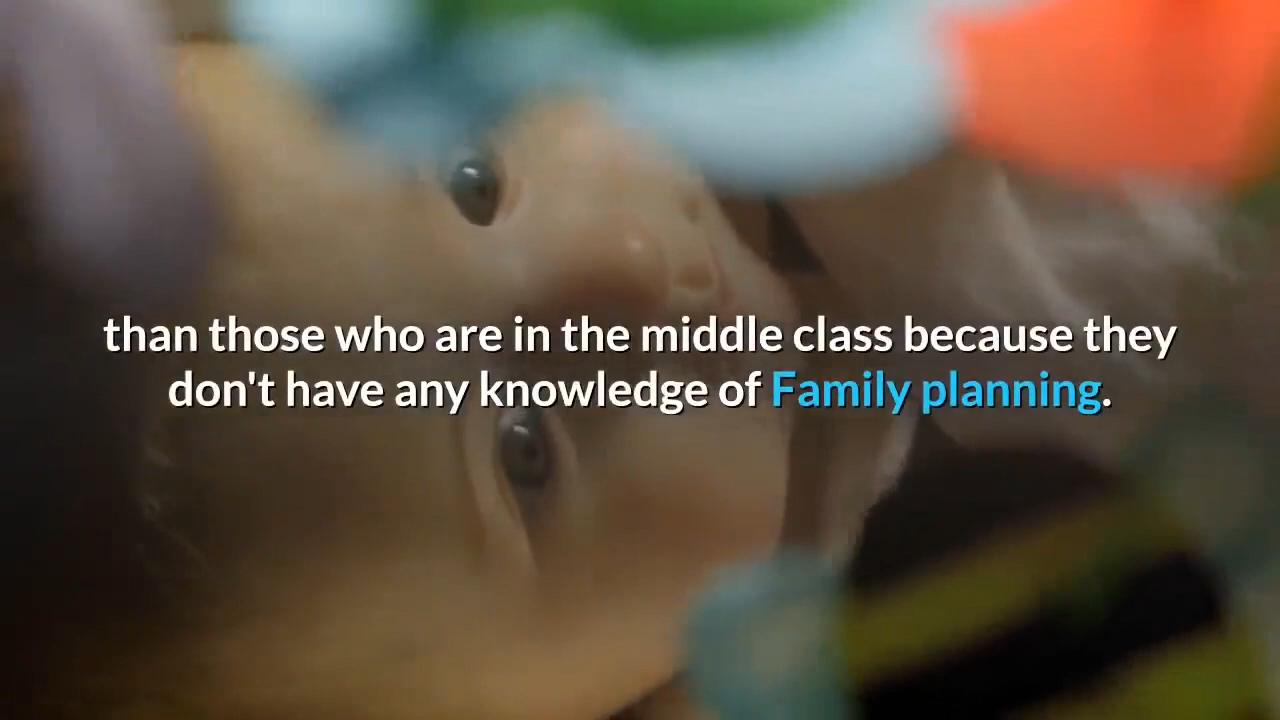 than those who are in the middle class because they
don't have any knowledge of Family planning.